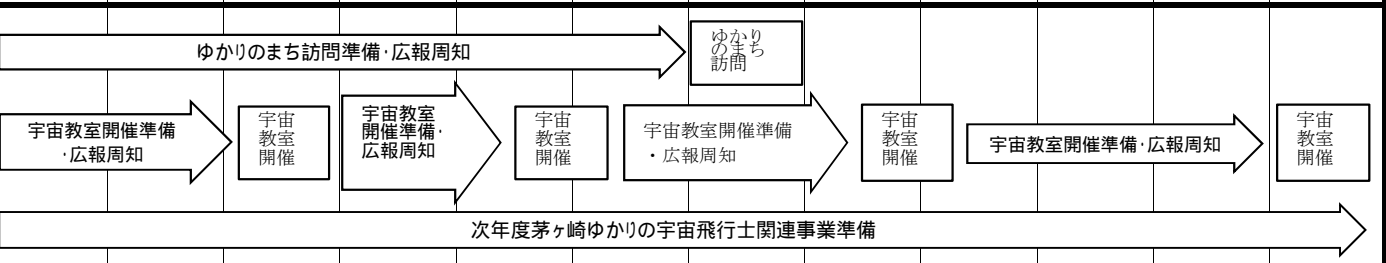 ゆかりのまち訪問準備・広報周知
ゆかり
のまち
訪問
宇宙教室開催準備
・広報周知
宇宙
教室
開催
宇宙教室
開催準備・
広報周知
宇宙
教室
開催
宇宙教室開催準備
・広報周知
宇宙
教室
開催
宇宙教室開催準備・広報周知
宇宙
教室
開催
次年度茅ヶ崎ゆかりの宇宙飛行士関連事業準備